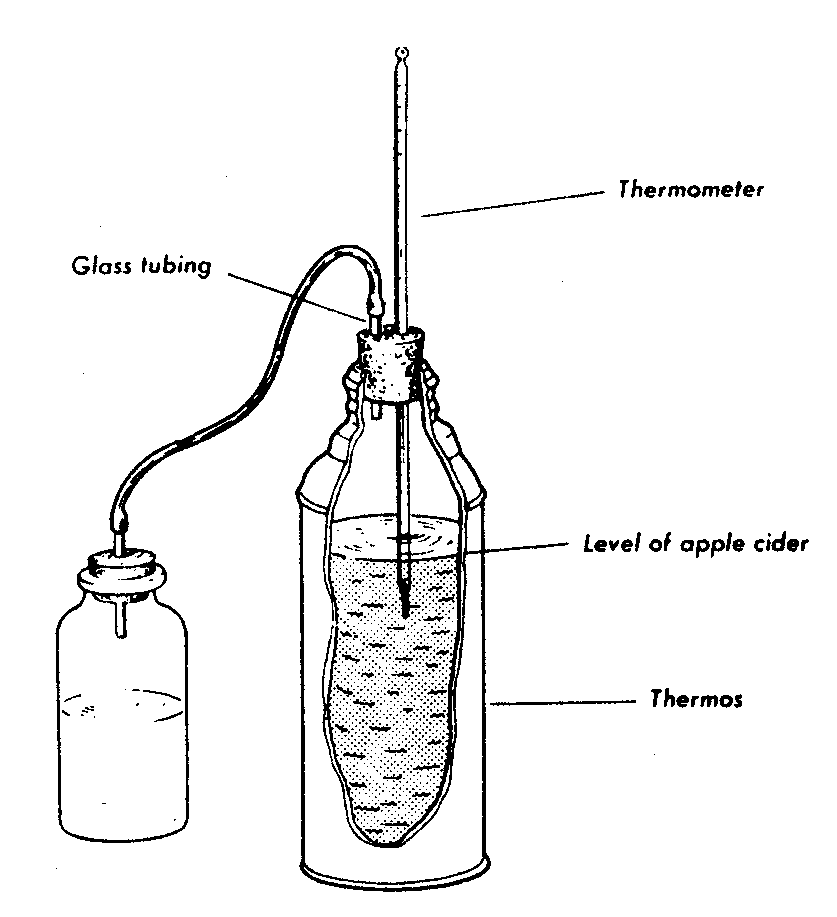 Thermometer
Glass tubing
Level of apple cider
Thermos